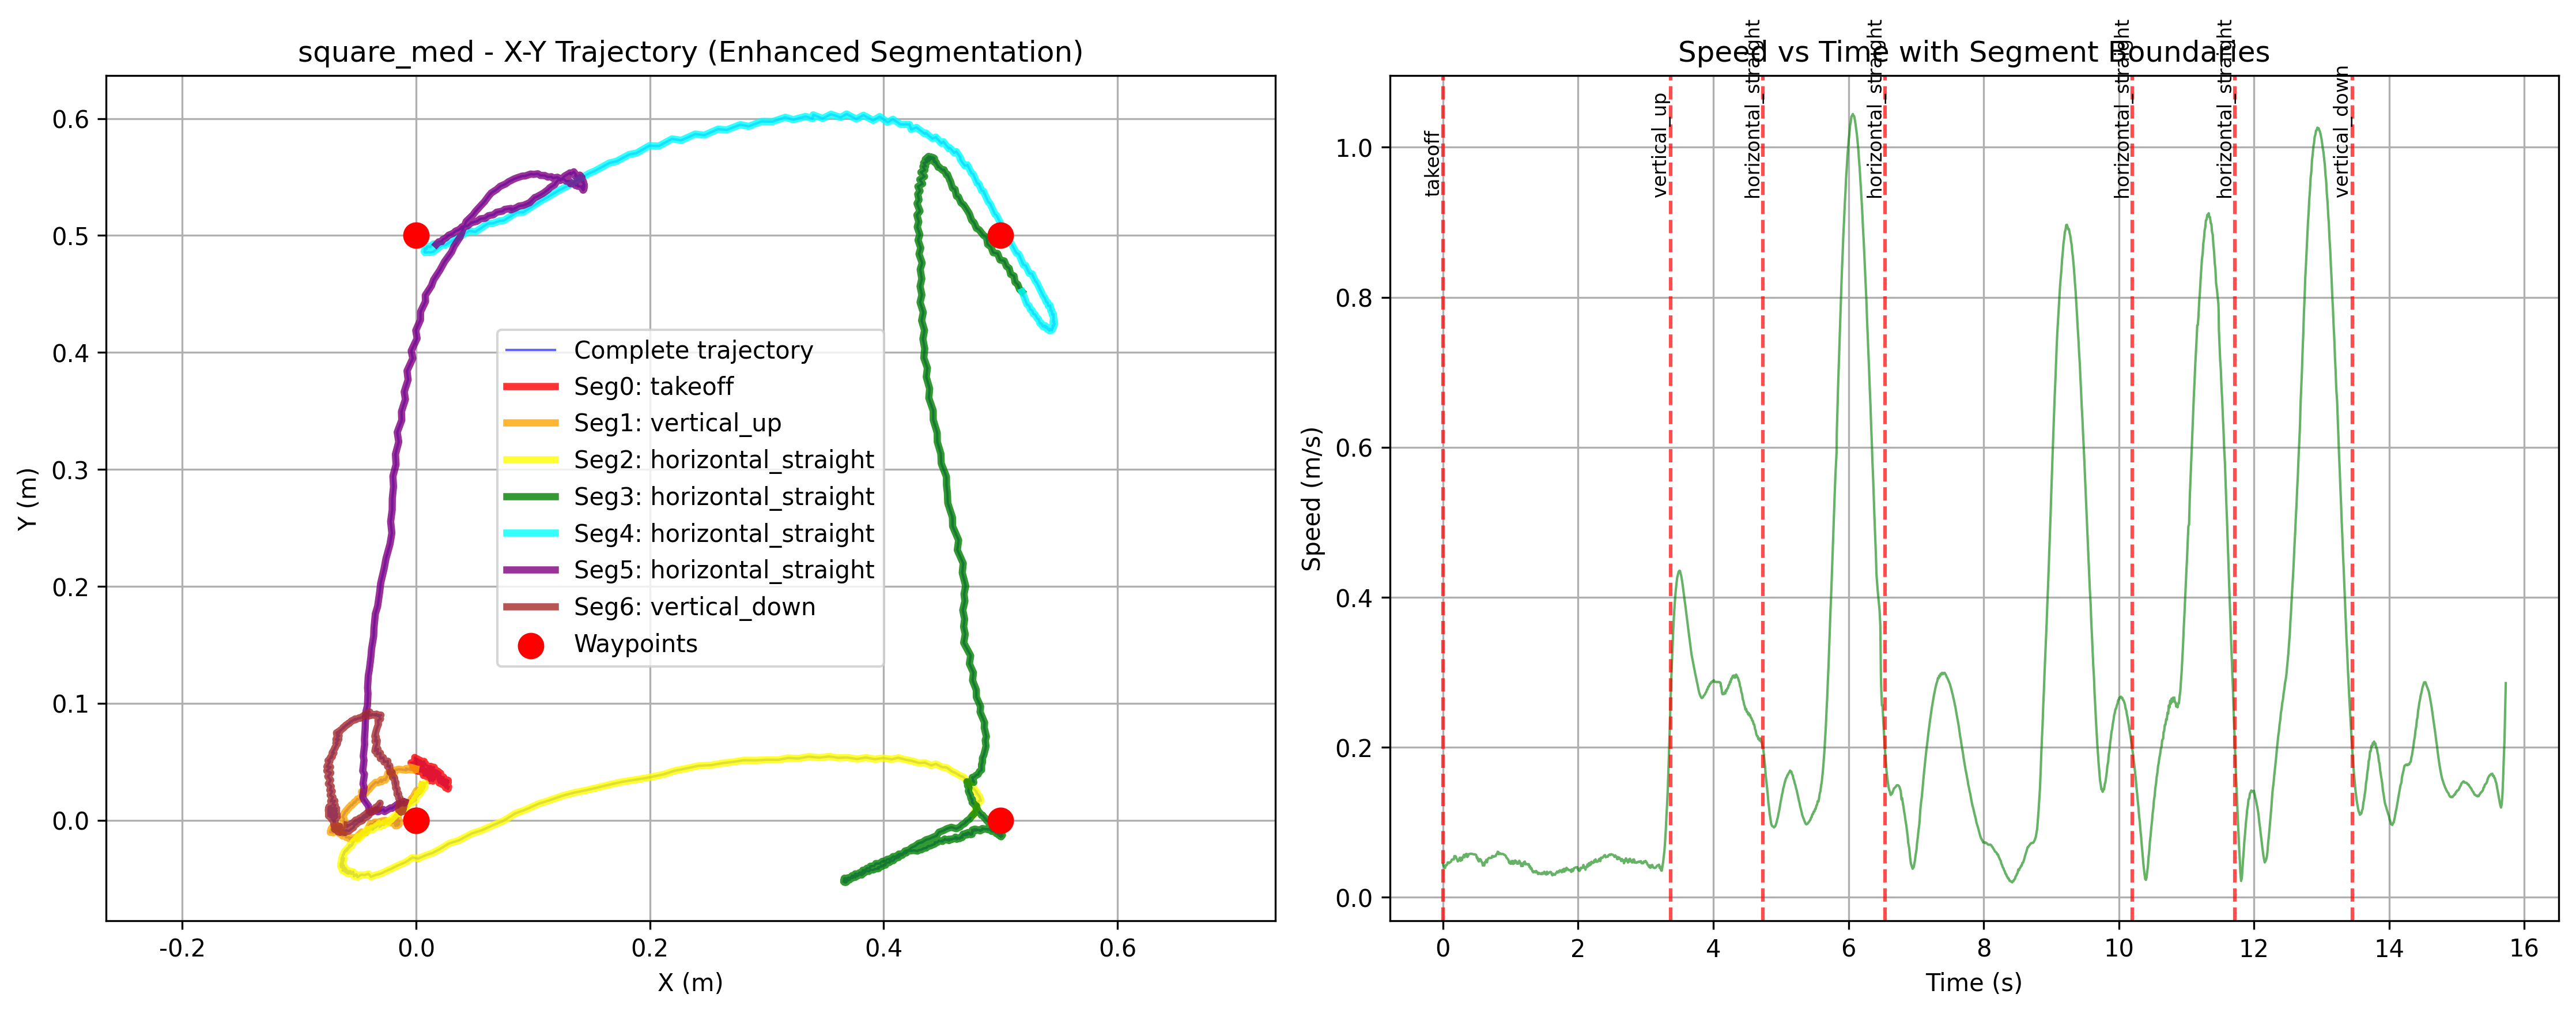 square_med - X-Y Trajectory (Enhanced Segmentation)
Y (m)
0.6
0.5
0.4
0.3
0.2
0.1
0.0
-0.2
0.0
0.2
0.4
0.6
X (m)
Complete trajectory
Seg0: takeoff
Seg1: vertical_up
Seg2: horizontal_straight
Seg3: horizontal_straight
Seg4: horizontal_straight
Seg5: horizontal_straight
Seg6: vertical_down
Waypoints
Speed vs Time with Segment Boundaries
Speed (m/s)
1.0
0.8
0.6
0.4
0.2
0.0
takeoff
vertical_up
horizontal_straight
horizontal_straight
horizontal_straight
horizontal_straight
vertical_down
0
2
4
6
8
10
12
14
16
Time (s)